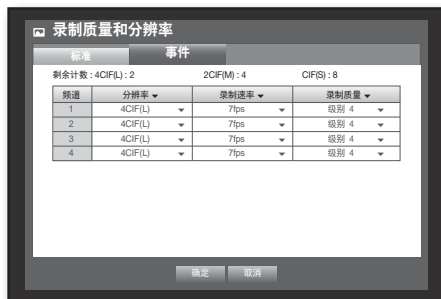 录制质量和分辨率
标准 事件
剩余计数 : 4CIF(L) : 2 2CIF(M) : 4 CIF(S) : 8
频道 分辨率 录制速率 录制质量
1 4CIF(L) 7fps 级别 4
2 4CIF(L) 7fps 级别 4
3 4CIF(L) 7fps 级别 4
4 4CIF(L) 7fps 级别 4
确定 取消